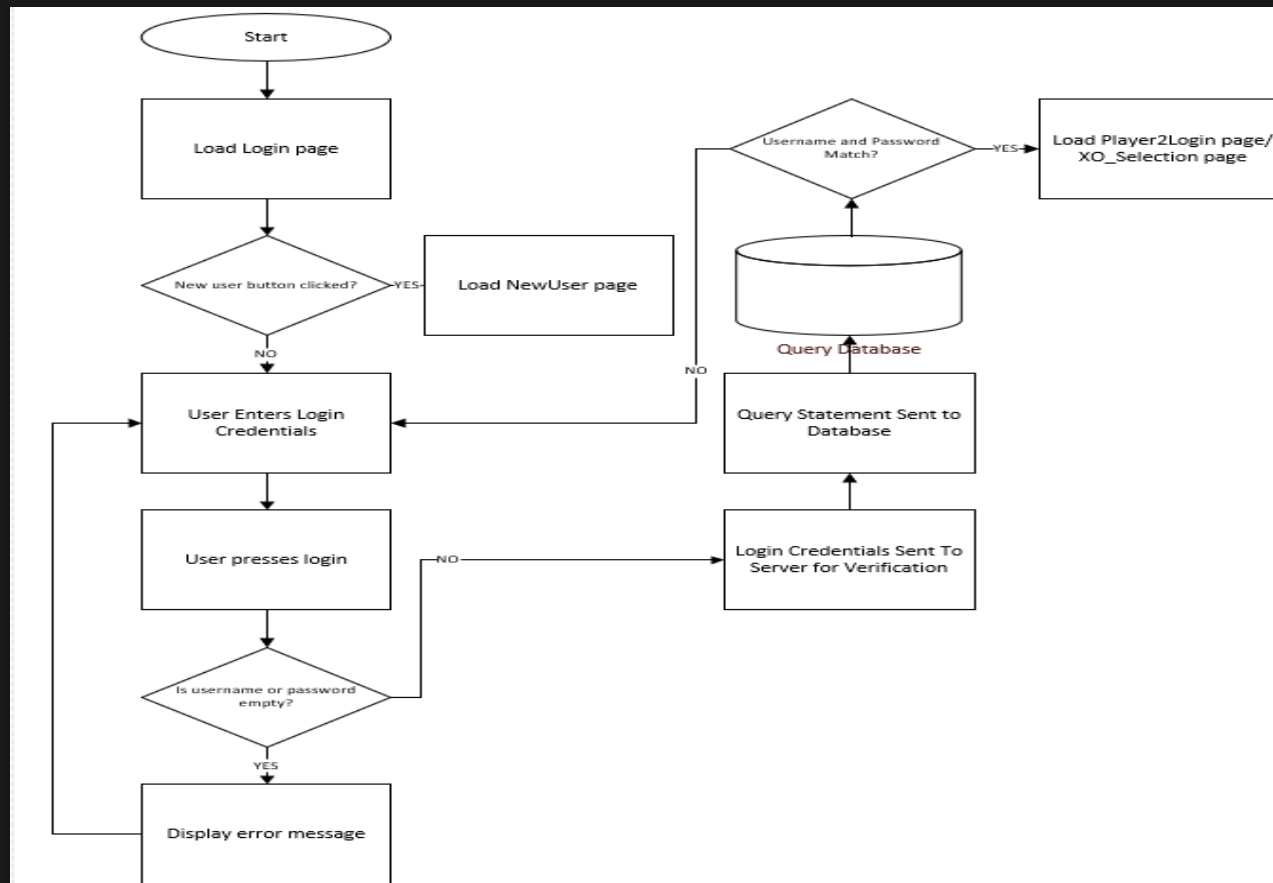 Start
Load Login page
New user button clicked?
YES
Load NewUser page
NO
User Enters Login
Credentials
User presses login
Is username or password
empty?
YES
Display error message
NO
Login Credentials Sent To
Server for Verification
Query Statement Sent to
Database
Query Database
Username and Password
Match?
NO
YES
Load Player2Login page/
XO_Selection page